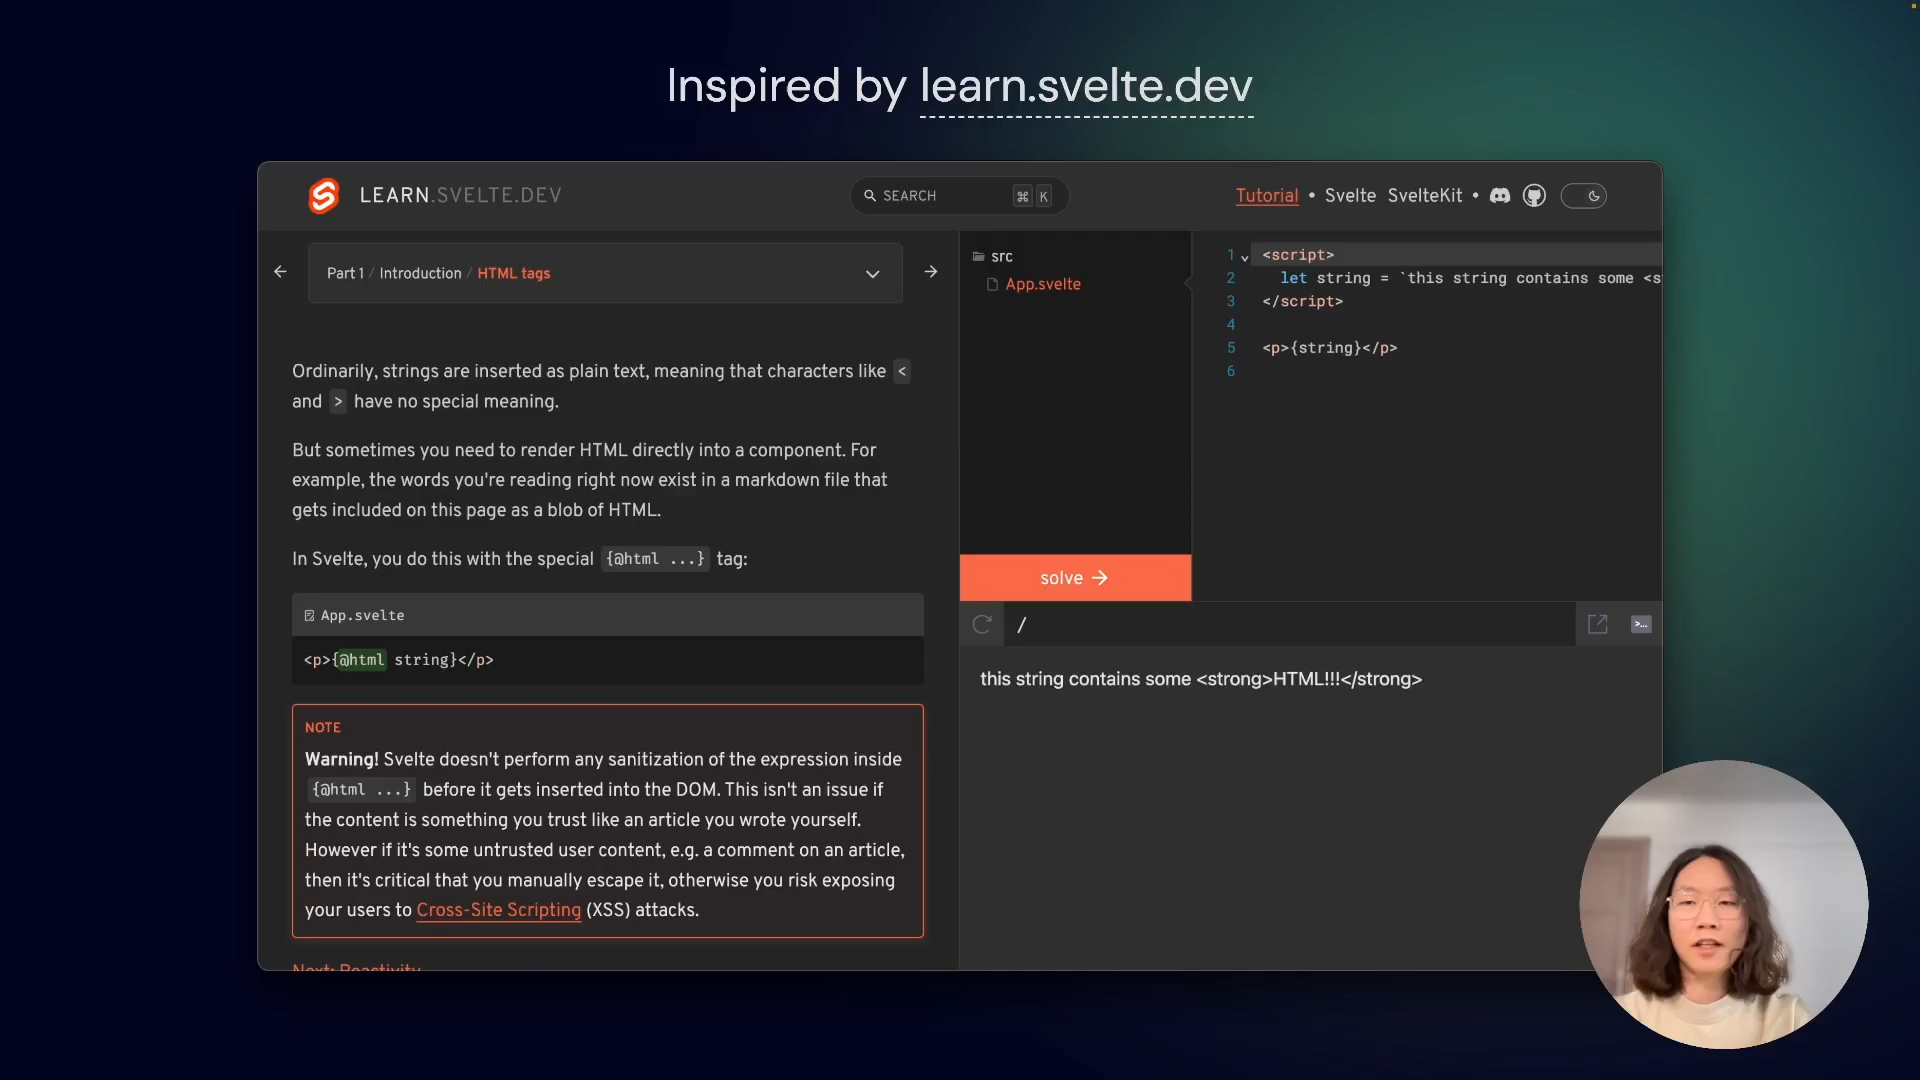 Inspired by learn.svelte.dev
LEARN.SVELTE.DEV
SEARCH ⌘ K
Tutorial • Svelte SvelteKit •
Part 1 / Introduction / HTML tags
Ordinarily, strings are inserted as plain text, meaning that characters like <
and > have no special meaning.
But sometimes you need to render HTML directly into a component. For
example, the words you're reading right now exist in a markdown file that
gets included on this page as a blob of HTML.
In Svelte, you do this with the special {@html ...} tag:
App.svelte
<p>{@html string}</p>
NOTE
Warning! Svelte doesn't perform any sanitization of the expression inside
{@html ...} before it gets inserted into the DOM. This isn't an issue if
the content is something you trust like an article you wrote yourself.
However if it's some untrusted user content, e.g. a comment on an article,
then it's critical that you manually escape it, otherwise you risk exposing
your users to Cross-Site Scripting (XSS) attacks.
Next: Reactivity
src
App.svelte
solve →
1 <script>
2 let string = `this string contains some <s
3 </script>
4
5 <p>{string}</p>
6
/
>...
this string contains some <strong>HTML!!!</strong>